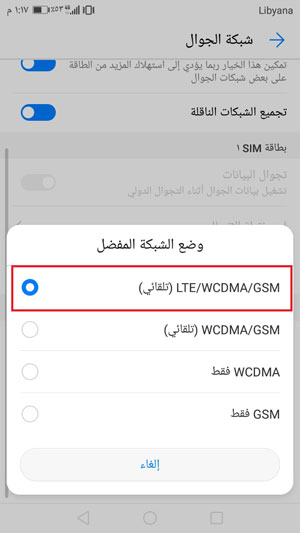 Libyana ٥٣٪ ١:١٧ م
شبكة الجوال
تمكين هذا الخيار ربما يؤدي إلى استهلاك المزيد من الطاقة
على بعض شبكات الجوال
تجميع الشبكات الناقلة
بطاقة SIM ١
تجوال البيانات
تشغيل بيانات الجوال أثناء التجوال الدولي
وضع الشبكة المفضل
LTE/WCDMA/GSM (تلقائي)
WCDMA/GSM (تلقائي)
WCDMA فقط
GSM فقط
إلغاء